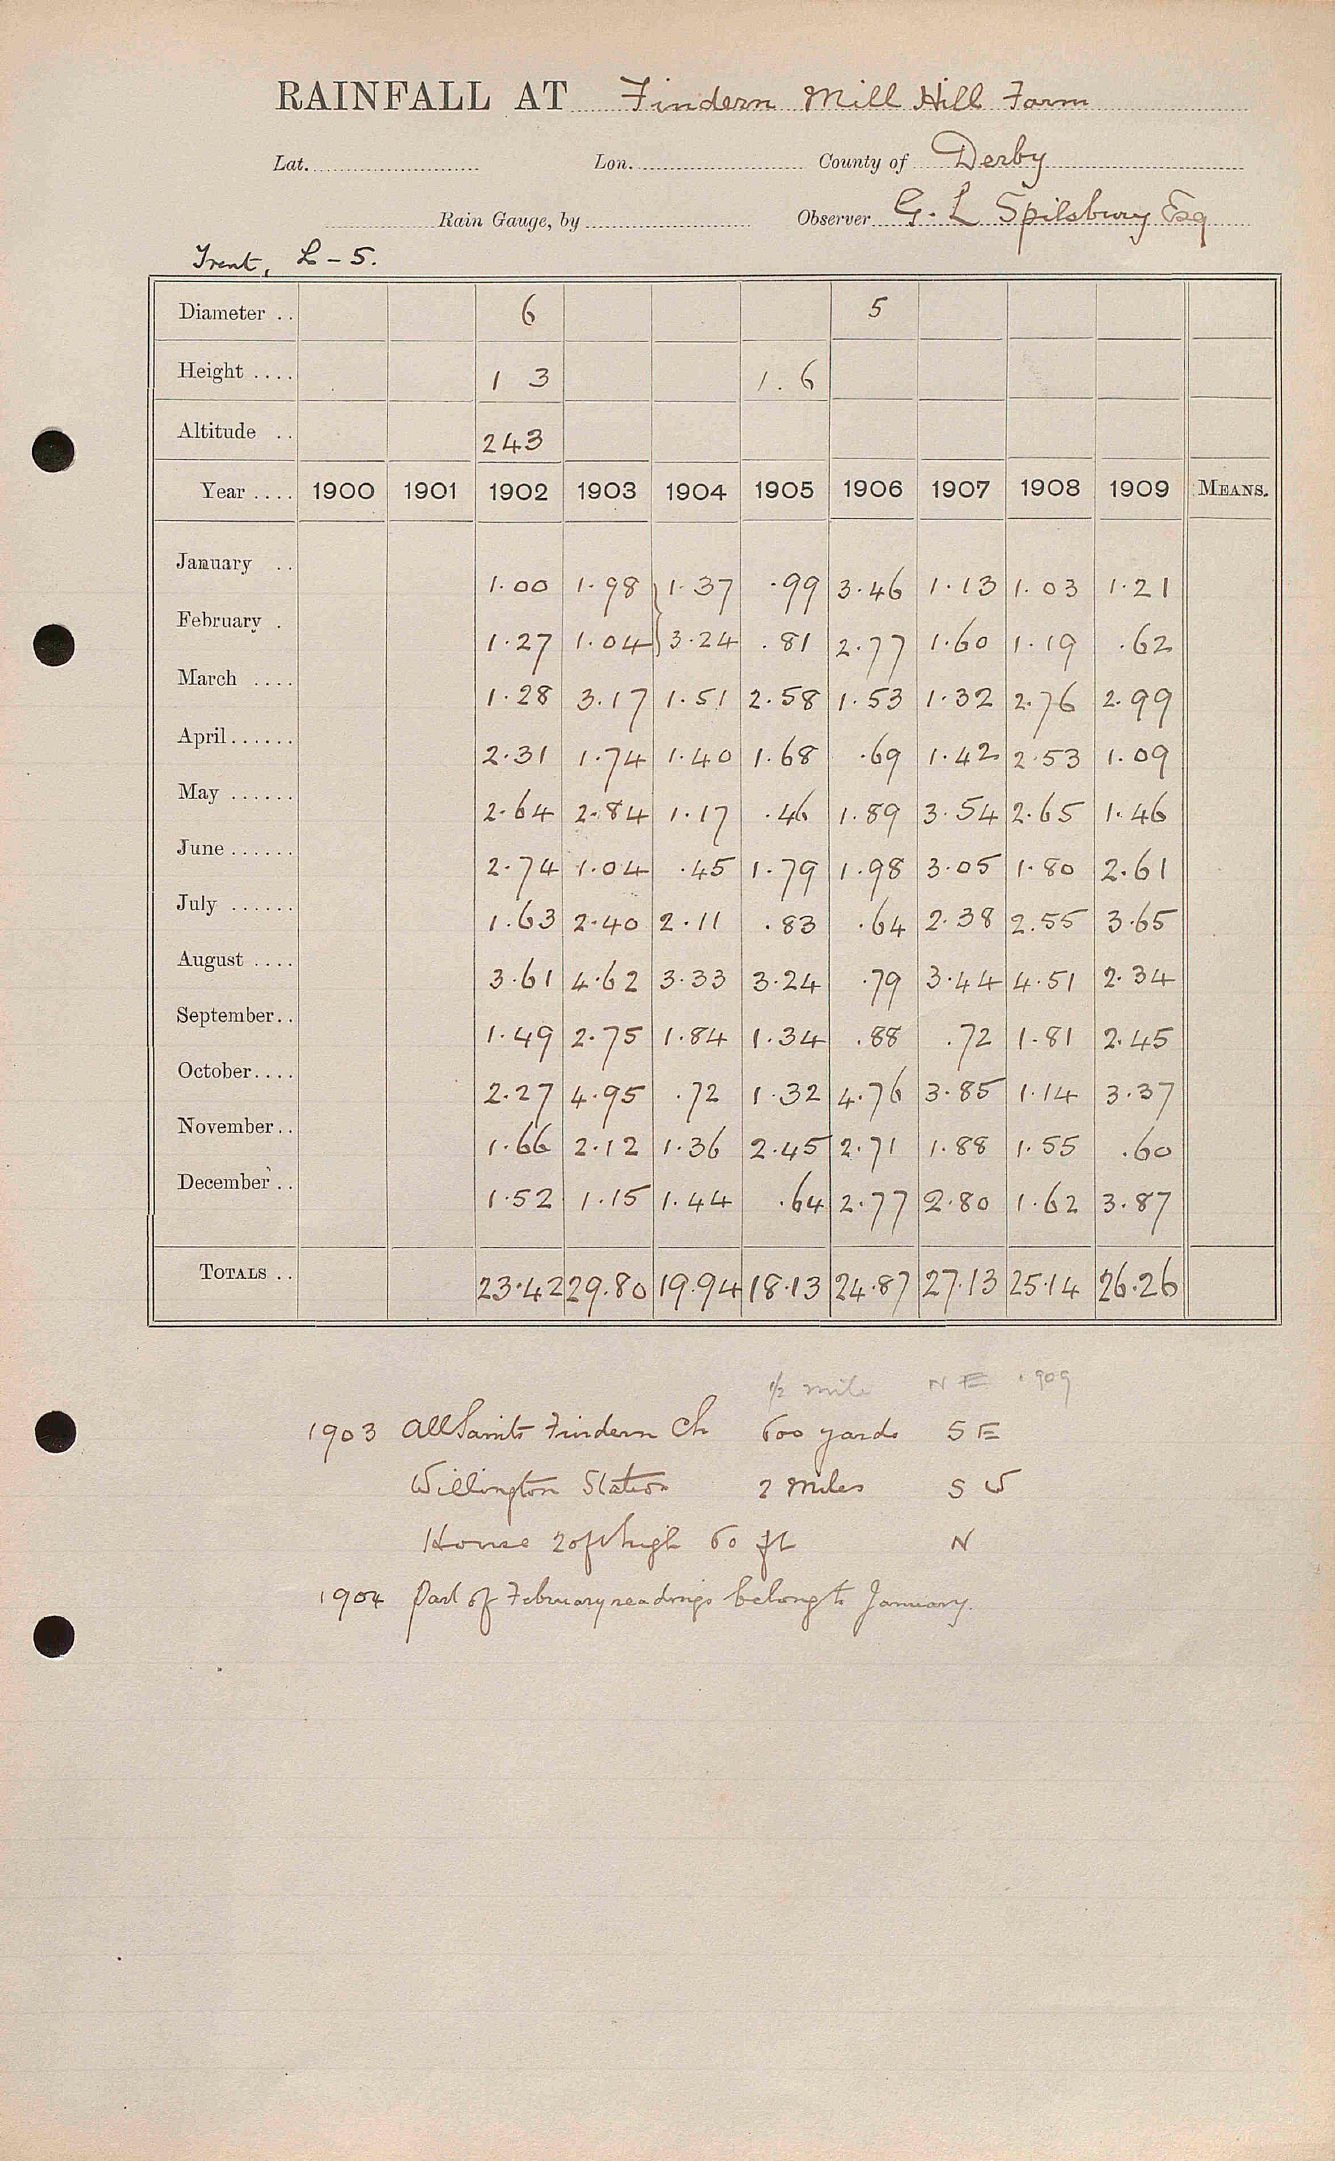 RAINFALL AT Findern Mill Hill Farm
Lat. Lon. County of Derby
Rain Gauge, by Observer G. L Spilsbury Esq
Trent, L - 5.
Diameter .. 6 5
Height .... 1 3 1. 6
Altitude .. 243
Year .... 1900 1901 1902 1903 1904 1905 1906 1907 1908 1909 MEANS.
January .. 1.00 1.98 1.37 .99 3.46 1.13 1.03 1.21
February . 1.27 1.04 3.24 .81 2.77 1.60 1.19 .62
March .... 1.28 3.17 1.51 2.58 1.53 1.32 2.76 2.99
April...... 2.31 1.74 1.40 1.68 .69 1.42 2.53 1.09
May ...... 2.64 2.84 1.17 .46 1.89 3.54 2.65 1.46
June ...... 2.74 1.04 .45 1.79 1.98 3.05 1.80 2.61
July ...... 1.63 2.40 2.11 .83 .64 2.38 2.55 3.65
August .... 3.61 4.62 3.33 3.24 .79 3.44 4.51 2.34
September.. 1.49 2.75 1.84 1.34 .88 .72 1.81 2.45
October.... 2.27 4.95 .72 1.32 4.76 3.85 1.14 3.37
November.. 1.66 2.12 1.36 2.45 2.71 1.88 1.55 .60
December .. 1.52 1.15 1.44 .64 2.77 2.80 1.62 3.87
TOTALS .. 23.42 29.80 19.94 18.13 24.87 27.13 25.14 26.26
1/2 mile N E 1909
1903 All Saints Findern Ch 600 yards S E
Willington Station 2 miles S W
House 20ft high 60 ft N
1904 Part of February readings belong to January.